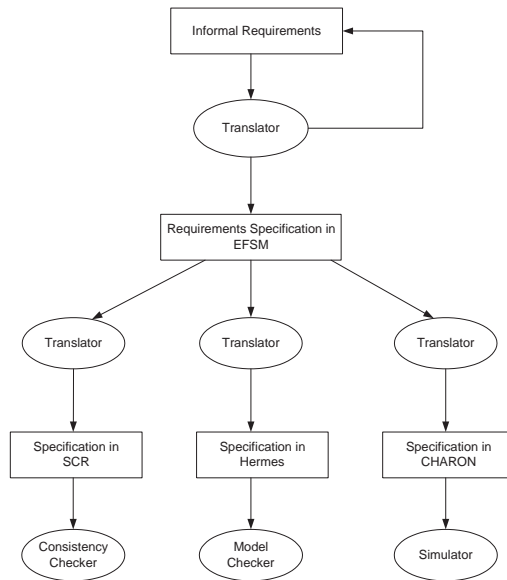 Informal Requirements
Translator
Requirements Specification in
EFSM
Translator
Translator
Translator
Specification in
SCR
Specification in
Hermes
Specification in
CHARON
Consistency
Checker
Model
Checker
Simulator